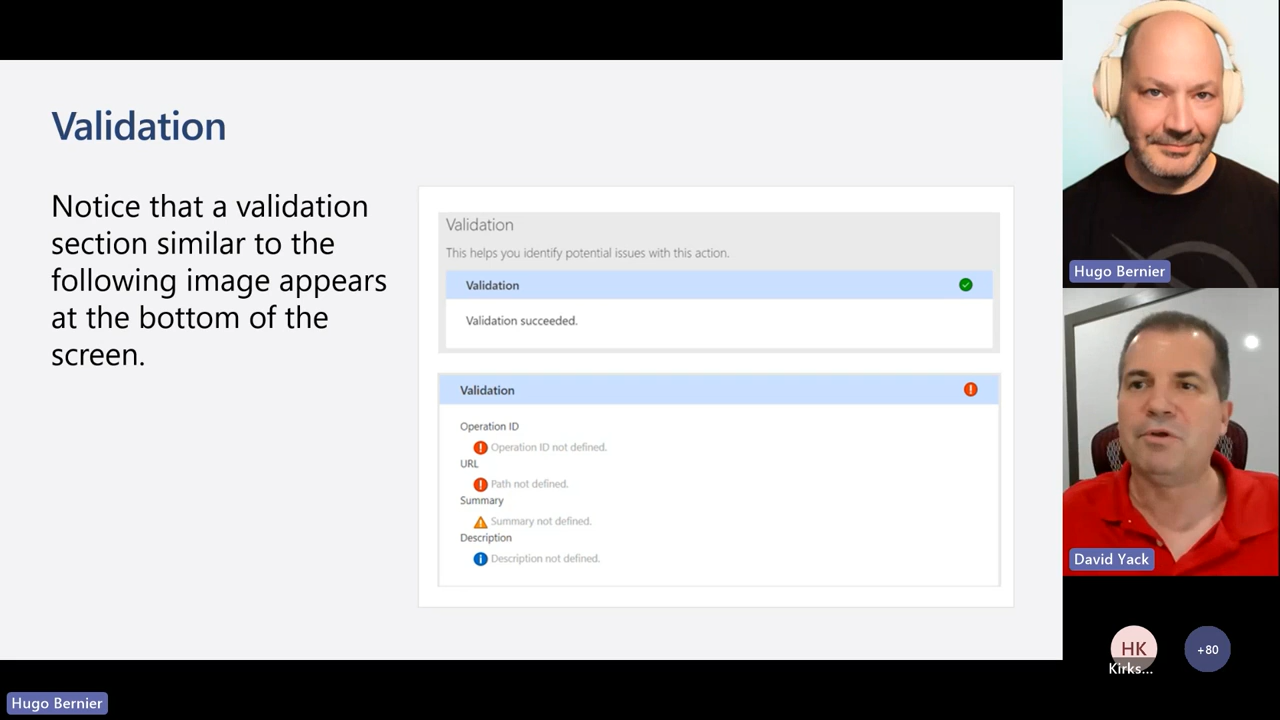 Validation
Notice that a validation
section similar to the
following image appears
at the bottom of the
screen.
Validation
This helps you identify potential issues with this action.
Validation
Validation succeeded.
Validation
Operation ID
Operation ID not defined.
URL
Path not defined.
Summary
Summary not defined.
Description
Description not defined.
Hugo Bernier
David Yack
HK
Kirks...
+80
Hugo Bernier